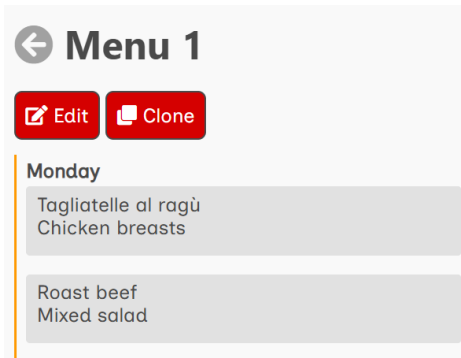 Menu 1
Edit
Clone
Monday
Tagliatelle al ragù
Chicken breasts
Roast beef
Mixed salad